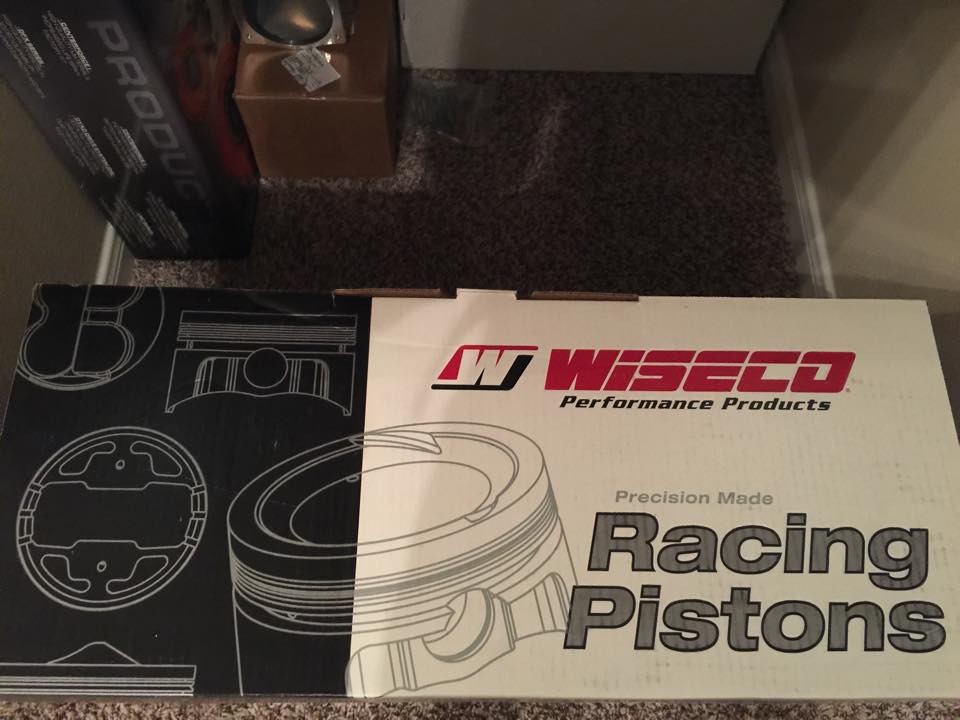 PRODUC
W WISECO
Performance Products
Precision Made
Racing
Pistons